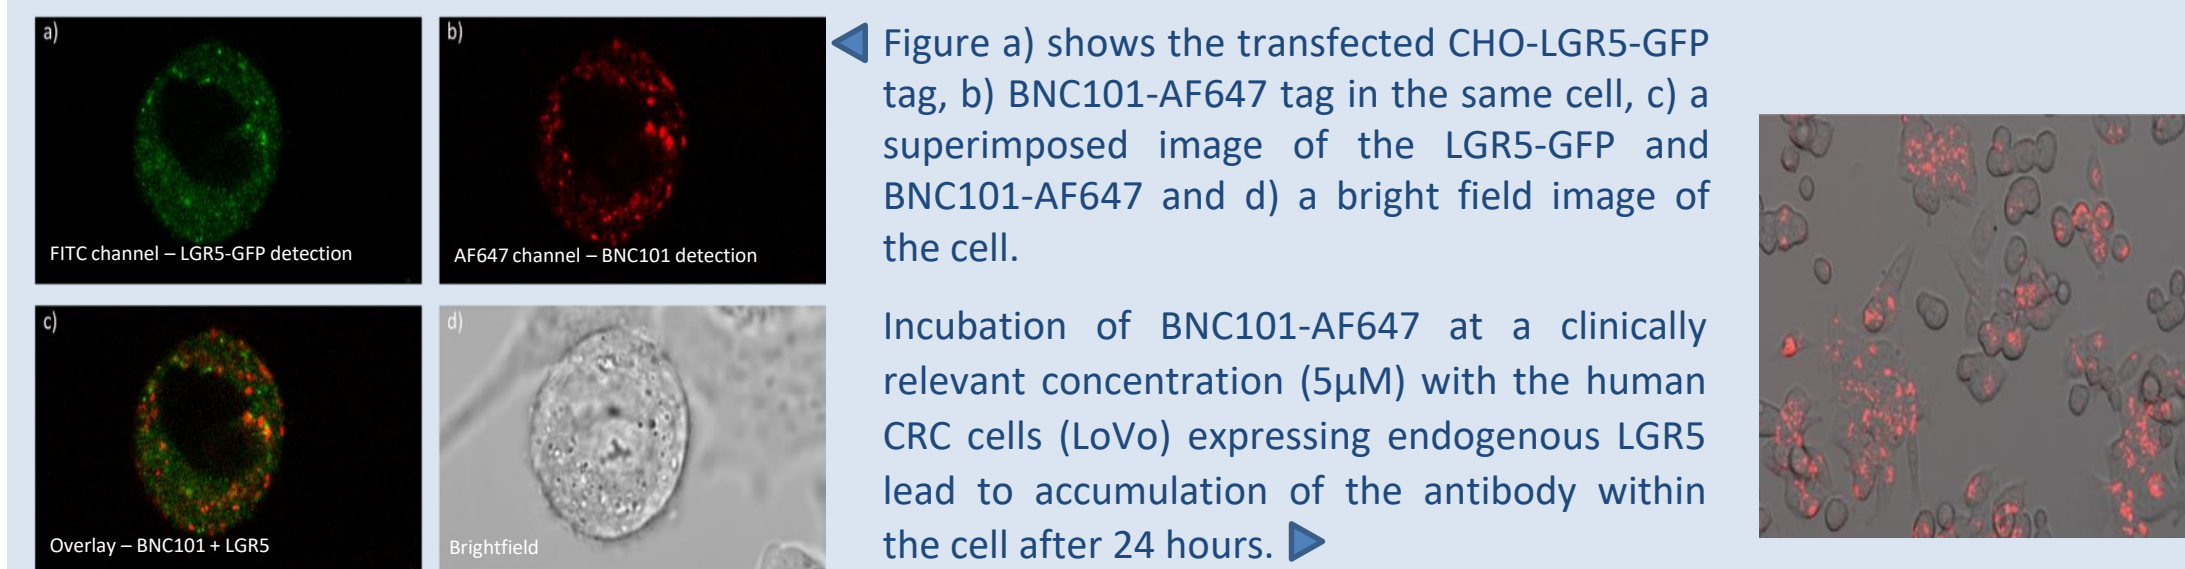 a)
FITC channel – LGR5-GFP detection
b)
AF647 channel – BNC101 detection
c)
Overlay – BNC101 + LGR5
d)
Brightfield
Figure a) shows the transfected CHO-LGR5-GFP
tag, b) BNC101-AF647 tag in the same cell, c) a
superimposed image of the LGR5-GFP and
BNC101-AF647 and d) a bright field image of
the cell.
Incubation of BNC101-AF647 at a clinically
relevant concentration (5µM) with the human
CRC cells (LoVo) expressing endogenous LGR5
lead to accumulation of the antibody within
the cell after 24 hours.